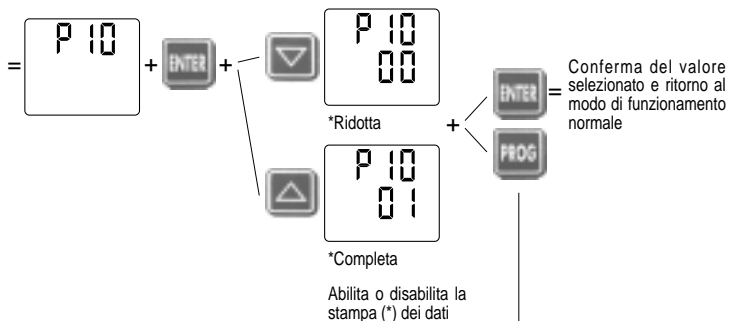 = P 10 + ENTER +
P 10
00
*Ridotta
P 10
01
*Completa
Abilita o disabilita la
stampa (*) dei dati
+ ENTER =
PROG
Conferma del valore
selezionato e ritorno al
modo di funzionamento
normale